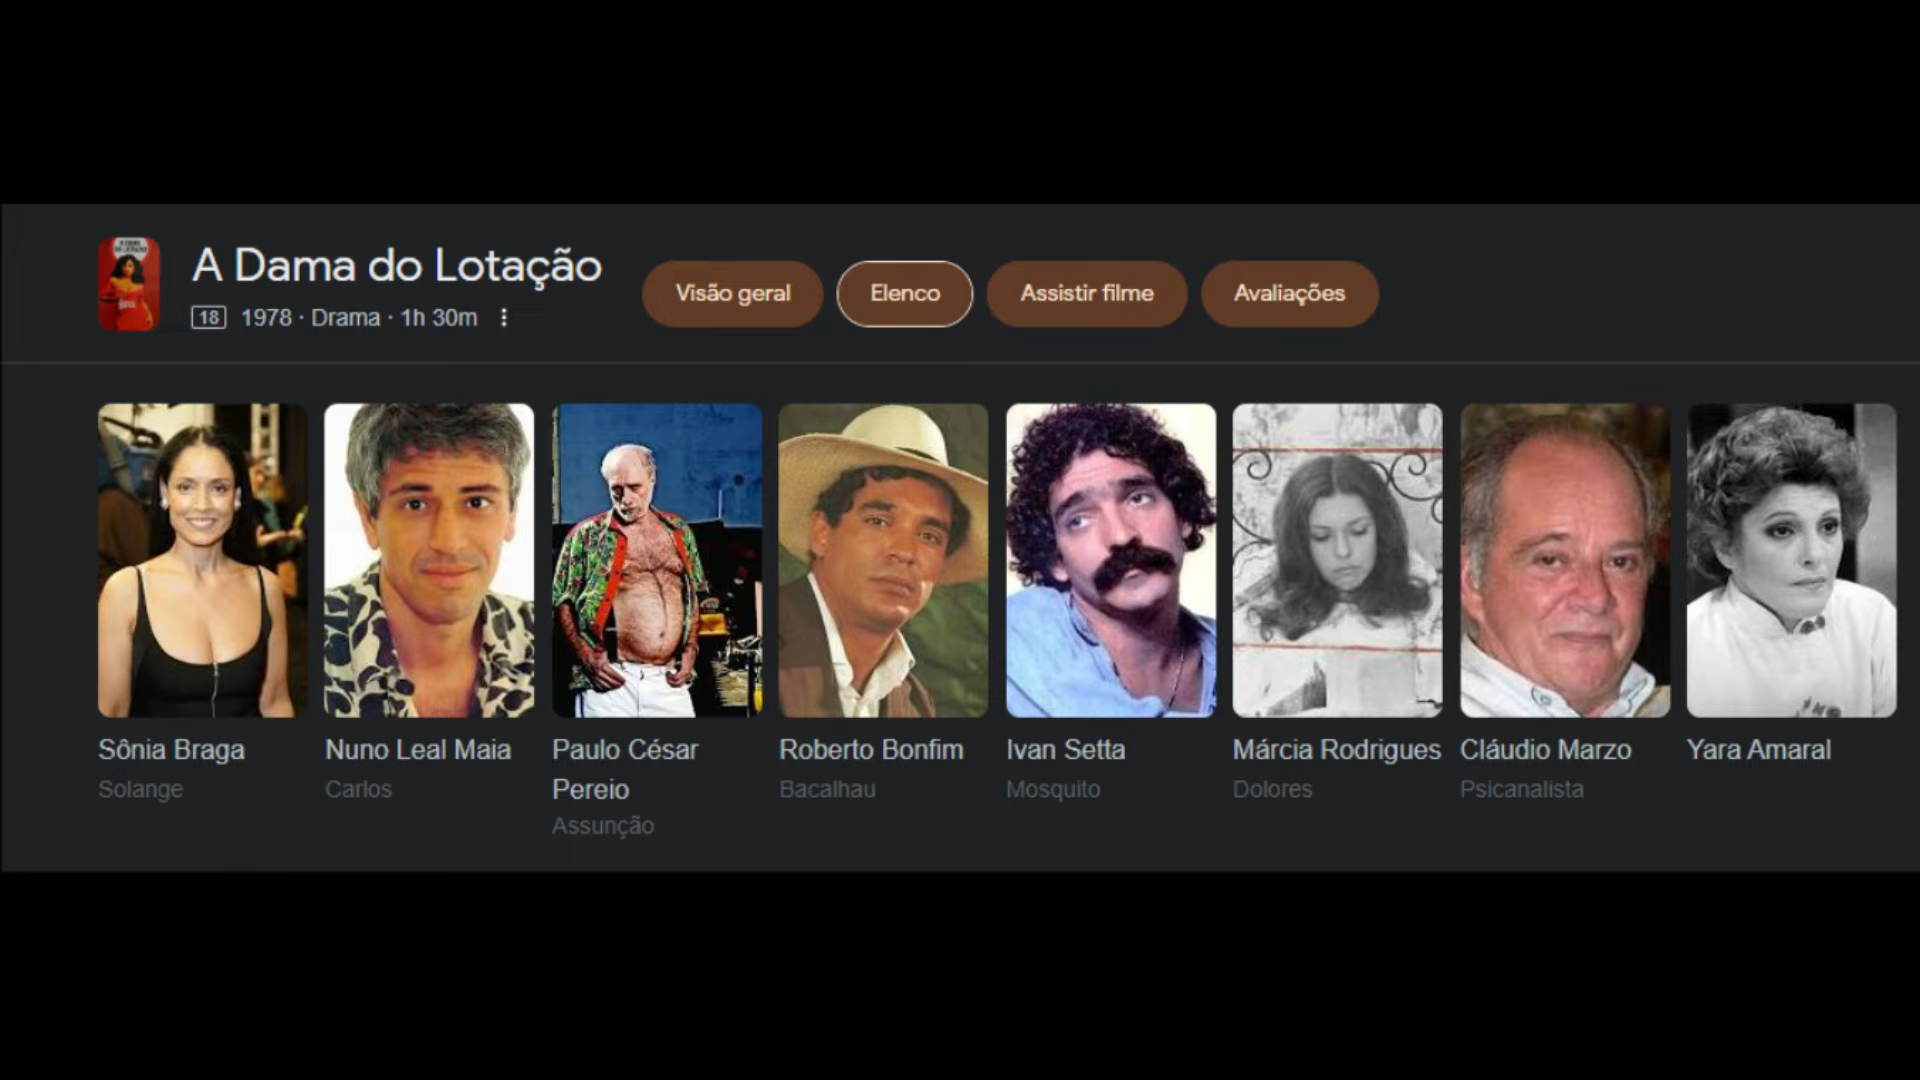 A Dama do Lotação
18 1978 · Drama · 1h 30m
Visão geral
Elenco
Assistir filme
Avaliações
Sônia Braga
Solange
Nuno Leal Maia
Carlos
Paulo César
Pereio
Assunção
Roberto Bonfim
Bacalhau
Ivan Setta
Mosquito
Márcia Rodrigues
Dolores
Cláudio Marzo
Psicanalista
Yara Amaral